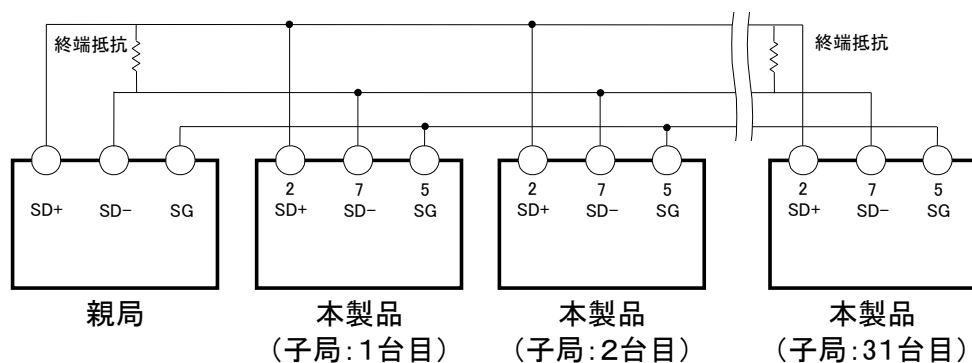 終端抵抗
終端抵抗
SD+ SD− SG
2 7 5
SD+ SD− SG
2 7 5
SD+ SD− SG
2 7 5
SD+ SD− SG
親局
本製品
(子局:1台目)
本製品
(子局:2台目)
本製品
(子局:31台目)